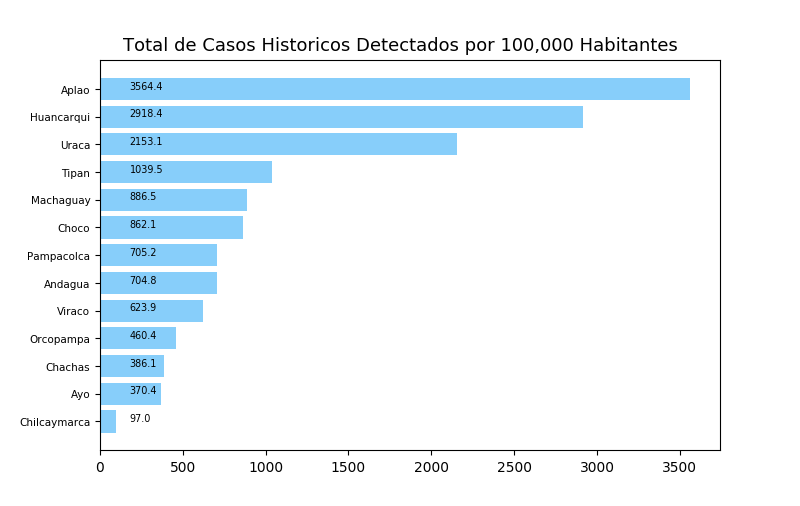 Total de Casos Historicos Detectados por 100,000 Habitantes
Aplao 3564.4
Huancarqui 2918.4
Uraca 2153.1
Tipan 1039.5
Machaguay 886.5
Choco 862.1
Pampacolca 705.2
Andagua 704.8
Viraco 623.9
Orcopampa 460.4
Chachas 386.1
Ayo 370.4
Chilcaymarca 97.0
0 500 1000 1500 2000 2500 3000 3500